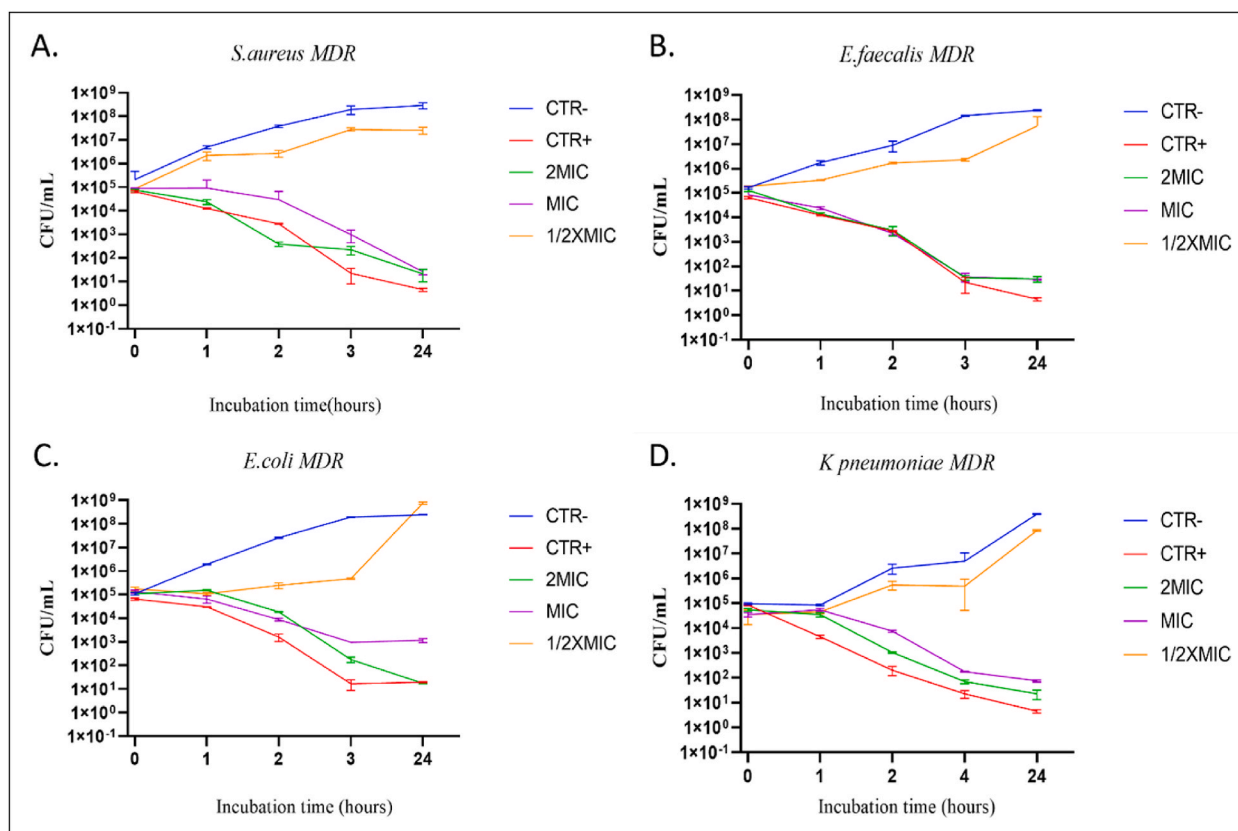 A.
S.aureus MDR
CFU/mL
1×10⁹
1×10⁸
1×10⁷
1×10⁶
1×10⁵
1×10⁴
1×10³
1×10²
1×10¹
1×10⁰
1×10⁻¹
0 1 2 3 24
Incubation time(hours)
CTR-
CTR+
2MIC
MIC
1/2XMIC
B.
E.faecalis MDR
CFU/mL
1×10⁹
1×10⁸
1×10⁷
1×10⁶
1×10⁵
1×10⁴
1×10³
1×10²
1×10¹
1×10⁰
1×10⁻¹
0 1 2 3 24
Incubation time (hours)
CTR-
CTR+
2MIC
MIC
1/2XMIC
C.
E.coli MDR
CFU/mL
1×10⁹
1×10⁸
1×10⁷
1×10⁶
1×10⁵
1×10⁴
1×10³
1×10²
1×10¹
1×10⁰
1×10⁻¹
0 1 2 3 24
Incubation time (hours)
CTR-
CTR+
2MIC
MIC
1/2XMIC
D.
K pneumoniae MDR
CFU/mL
1×10⁹
1×10⁸
1×10⁷
1×10⁶
1×10⁵
1×10⁴
1×10³
1×10²
1×10¹
1×10⁰
1×10⁻¹
0 1 2 4 24
Incubation time (hours)
CTR-
CTR+
2MIC
MIC
1/2XMIC